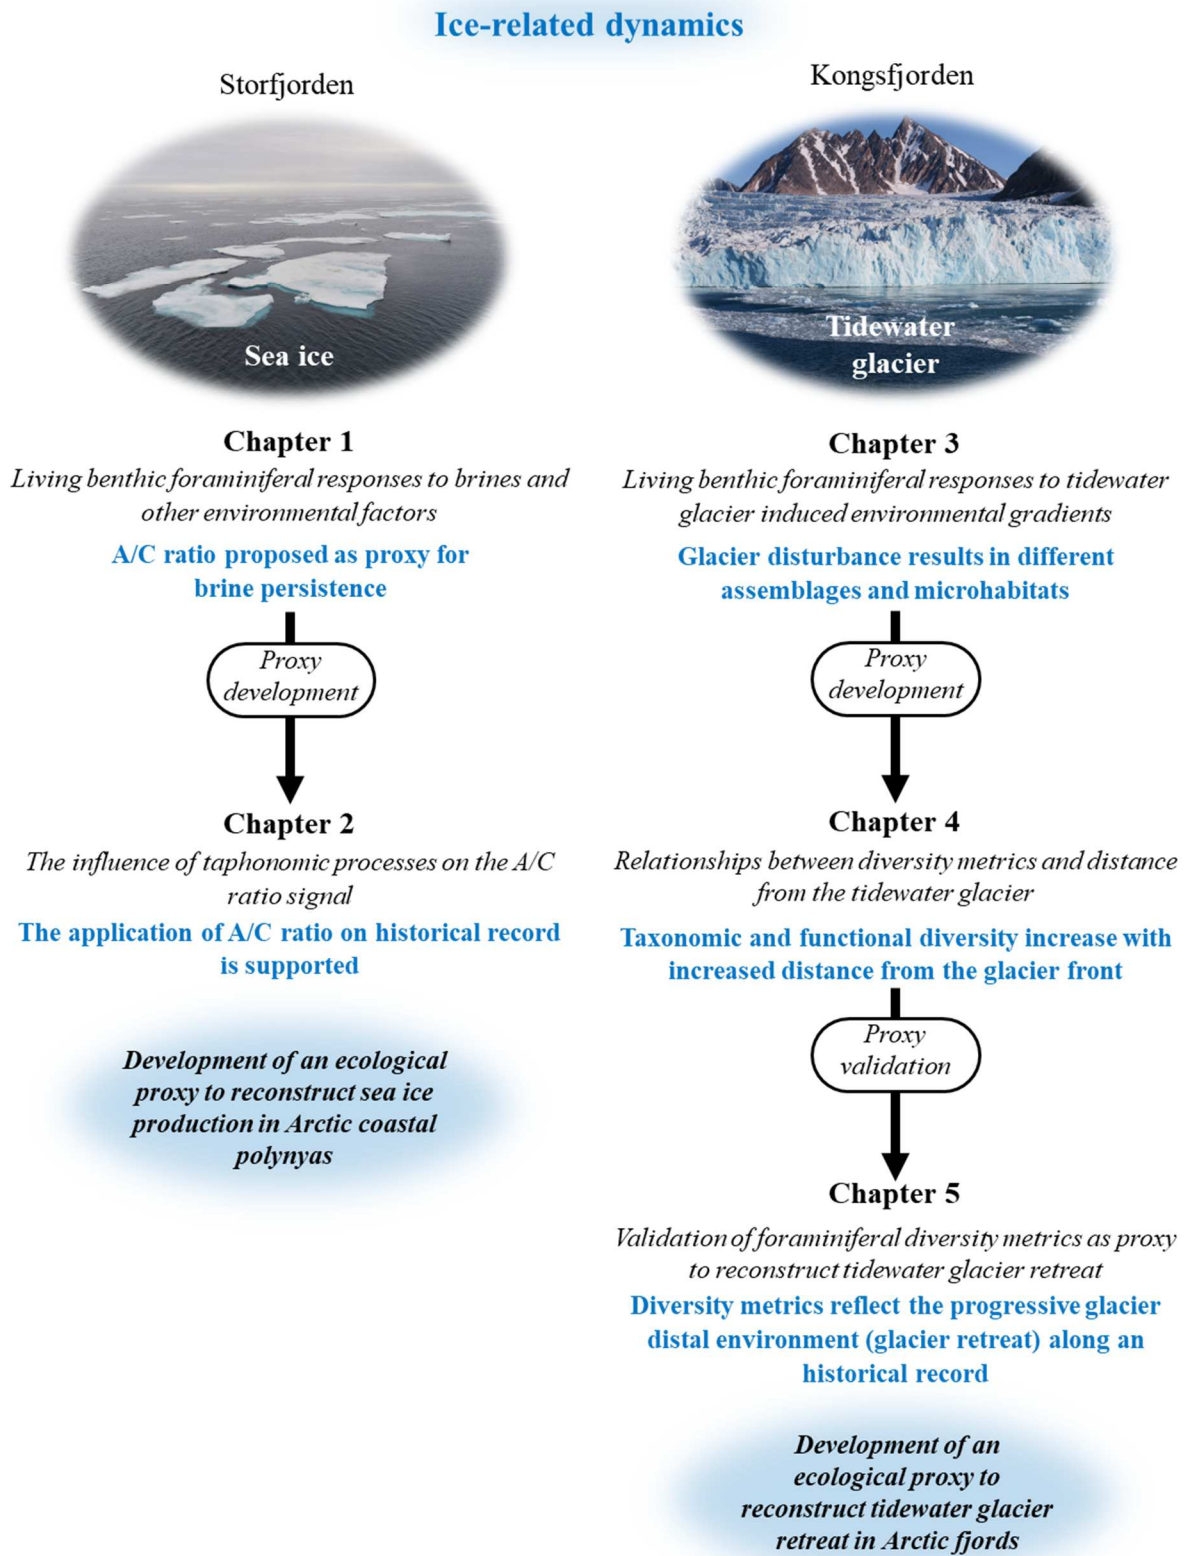 Ice-related dynamics
Storfjorden
Sea ice
Chapter 1
Living benthic foraminiferal responses to brines and
other environmental factors
A/C ratio proposed as proxy for
brine persistence
Proxy
development
Chapter 2
The influence of taphonomic processes on the A/C
ratio signal
The application of A/C ratio on historical record
is supported
Development of an ecological
proxy to reconstruct sea ice
production in Arctic coastal
polynyas
Kongsfjorden
Tidewater
glacier
Chapter 3
Living benthic foraminiferal responses to tidewater
glacier induced environmental gradients
Glacier disturbance results in different
assemblages and microhabitats
Proxy
development
Chapter 4
Relationships between diversity metrics and distance
from the tidewater glacier
Taxonomic and functional diversity increase with
increased distance from the glacier front
Proxy
validation
Chapter 5
Validation of foraminiferal diversity metrics as proxy
to reconstruct tidewater glacier retreat
Diversity metrics reflect the progressive glacier
distal environment (glacier retreat) along an
historical record
Development of an
ecological proxy to
reconstruct tidewater glacier
retreat in Arctic fjords